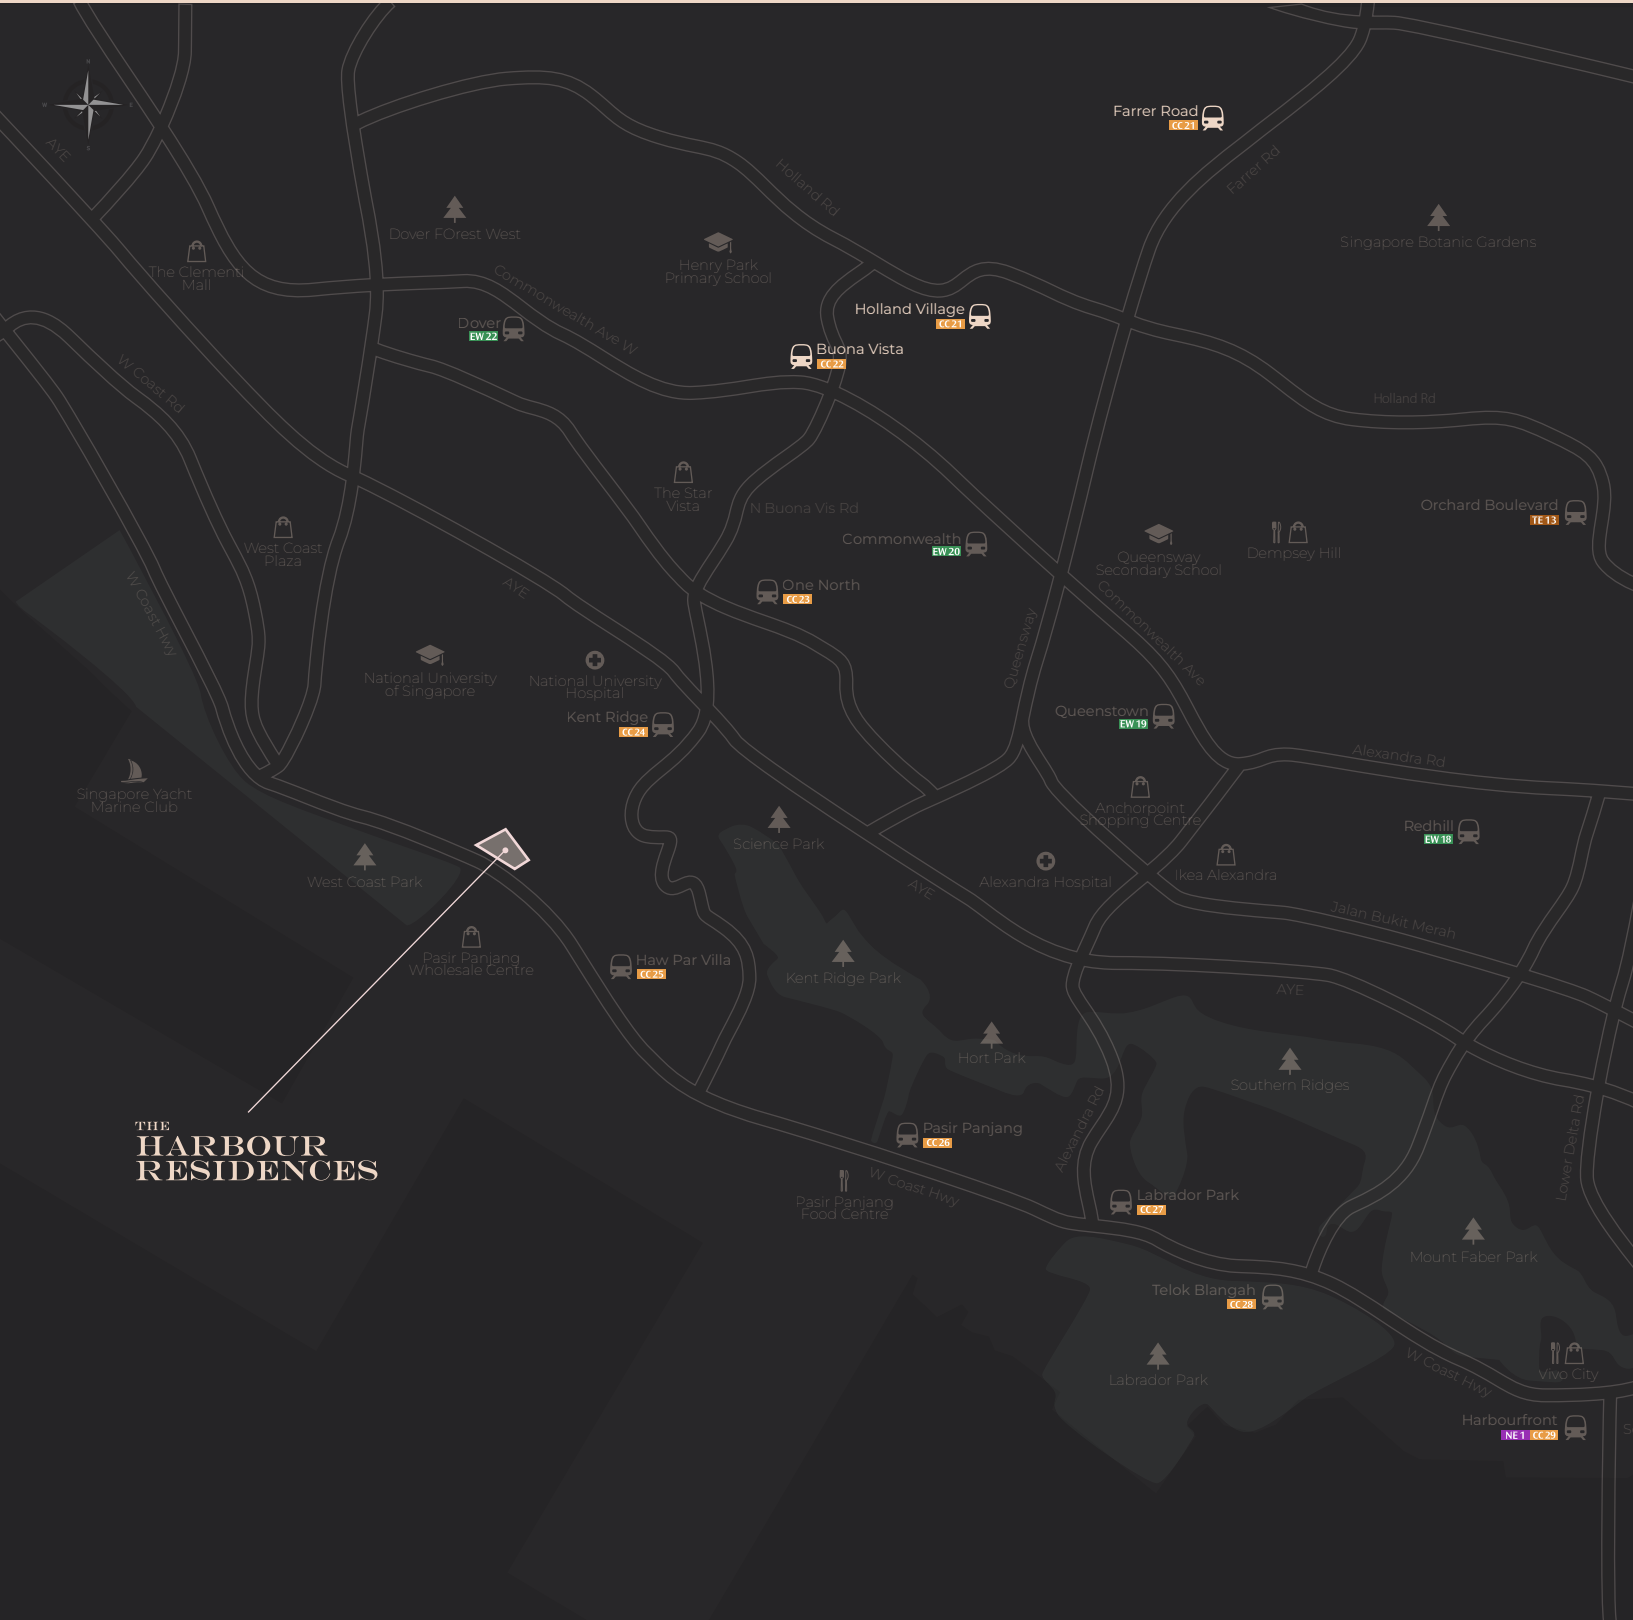 N
W
E
S
AYE
Farrer Road
CC21
Farrer Rd
Holland Rd
Dover FOrest West
Henry Park
Primary School
Singapore Botanic Gardens
The Clementi
Mall
Commonwealth Ave W
Dover
EW22
Holland Village
CC21
Buona Vista
CC22
W Coast Rd
Holland Rd
The Star
Vista
N Buona Vis Rd
Orchard Boulevard
TE 13
West Coast
Plaza
Commonwealth
EW20
Queensway
Secondary School
Dempsey Hill
W Coast Hwy
AYE
One North
CC23
Queensway
Commonwealth Ave
National University
of Singapore
National University
Hospital
Kent Ridge
CC24
Queenstown
EW19
Alexandra Rd
Singapore Yacht
Marine Club
Anchorpoint
Shopping Centre
Redhill
EW18
Science Park
West Coast Park
AYE
Alexandra Hospital
Ikea Alexandra
Jalan Bukit Merah
Pasir Panjang
Wholesale Centre
Haw Par Villa
CC25
Kent Ridge Park
AYE
Hort Park
Southern Ridges
THE
HARBOUR
RESIDENCES
Pasir Panjang
CC26
Alexandra Rd
Lower Delta Rd
W Coast Hwy
Pasir Panjang
Food Centre
Labrador Park
CC27
Mount Faber Park
Telok Blangah
CC28
Labrador Park
W Coast Hwy
Vivo City
Harbourfront
NE1 CC29